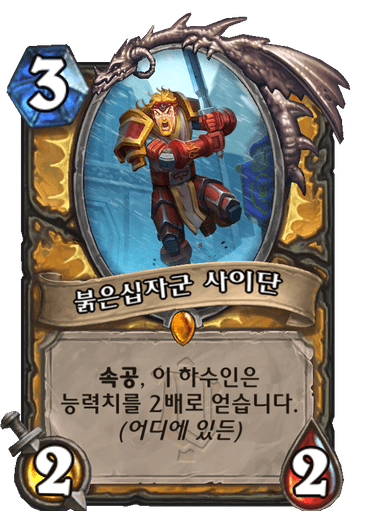 3
붉은십자군 사이단
속공, 이 하수인은
능력치를 2배로 얻습니다.
(어디에 있든)
2
2